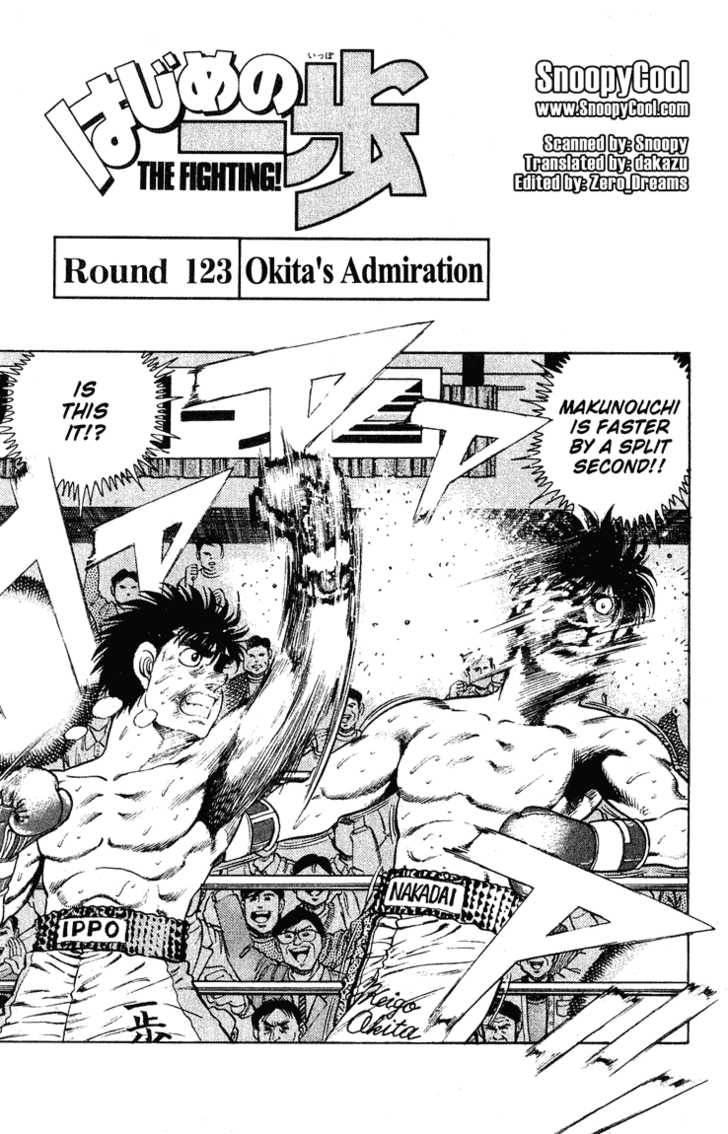 いっぽ
はじめの一歩
THE FIGHTING!
SnoopyCool
www.SnoopyCool.com
Scanned by: Snoopy
Translated by: dakazu
Edited by: Zero_Dreams
Round 123
Okita's Admiration
MAKUNOUCHI
IS FASTER
BY A SPLIT
SECOND!!
IS
THIS
IT!?
NAKADAI
IPPO
一歩
Keigo
Okita